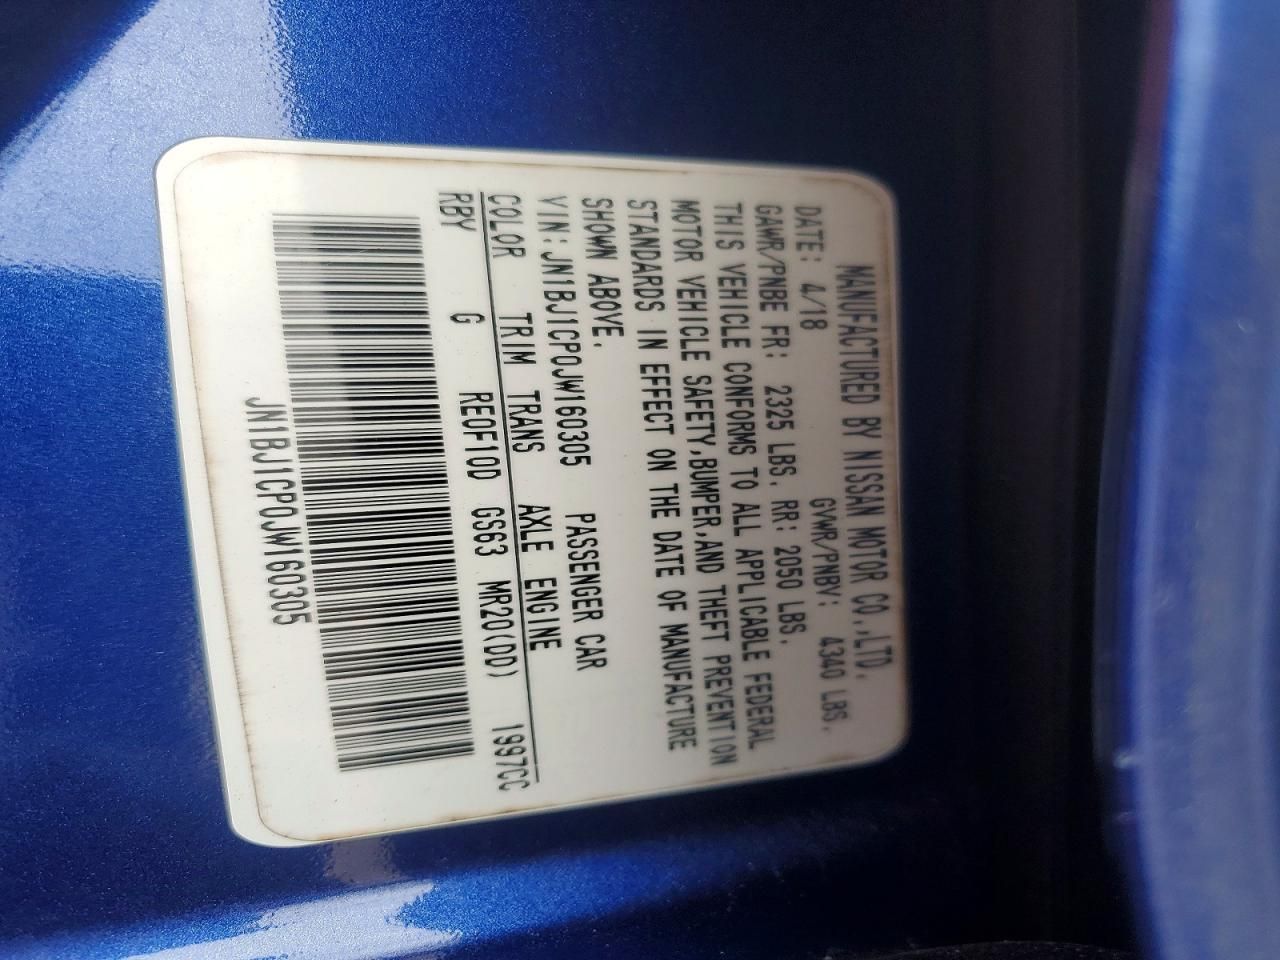 MANUFACTURED BY NISSAN MOTOR CO.,LTD.
DATE: 4/18 GVWR/PNBV: 4340 LBS.
GAWR/PNBE FR: 2325 LBS. RR: 2050 LBS.
THIS VEHICLE CONFORMS TO ALL APPLICABLE FEDERAL
MOTOR VEHICLE SAFETY,BUMPER,AND THEFT PREVENTION
STANDARDS IN EFFECT ON THE DATE OF MANUFACTURE
SHOWN ABOVE.
VIN:JN1BJ1CP0JW160305 PASSENGER CAR
COLOR TRIM TRANS AXLE ENGINE
RBY G RE0F10D GS63 MR20(DD) 1997CC
JN1BJ1CP0JW160305